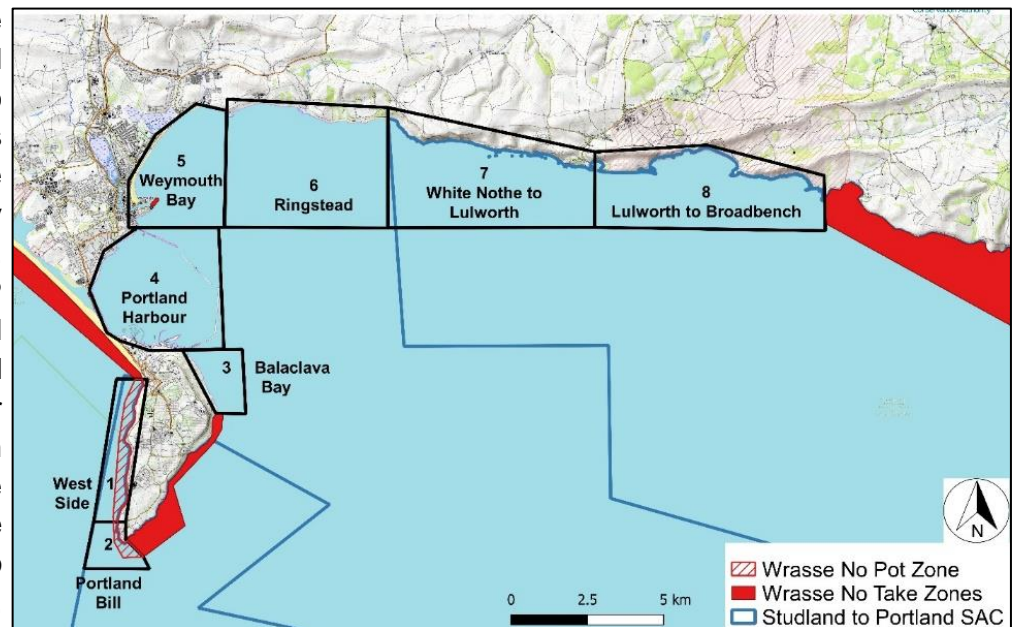 5
Weymouth
Bay
6
Ringstead
7
White Nothe to
Lulworth
8
Lulworth to Broadbench
4
Portland
Harbour
3
Balaclava
Bay
West
Side
1
2
Portland
Bill
N
Wrasse No Pot Zone
Wrasse No Take Zones
Studland to Portland SAC
0 2.5 5 km